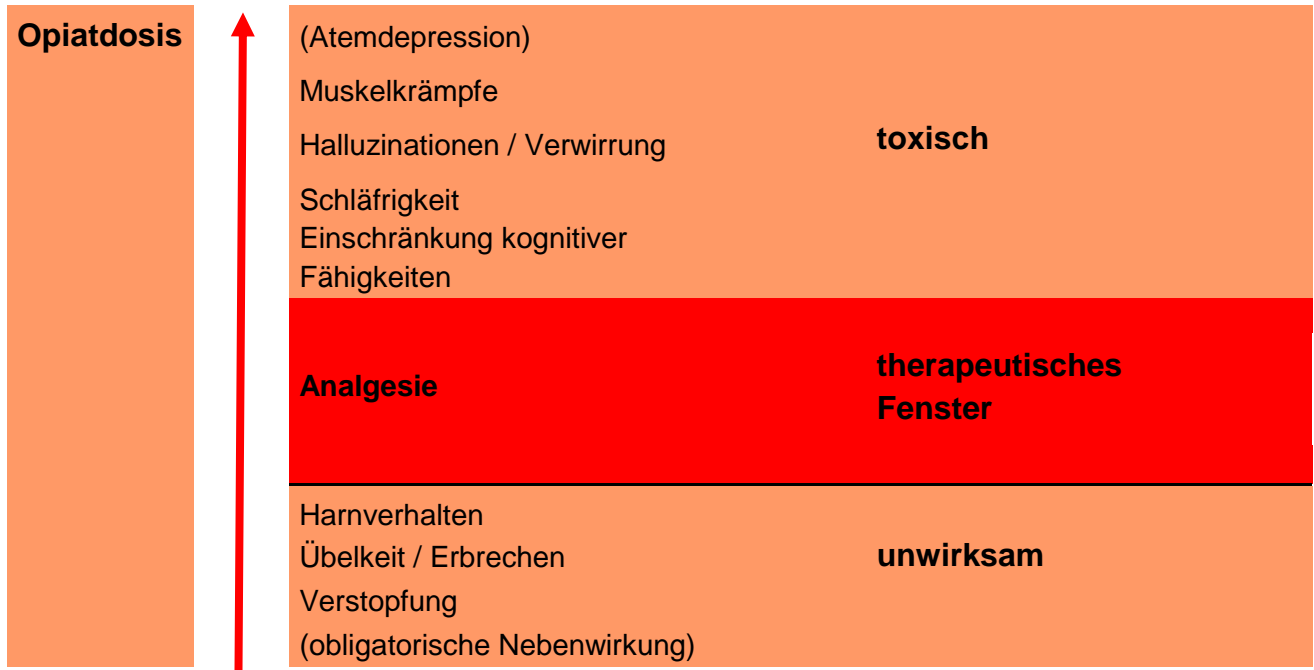 Opiatdosis
(Atemdepression)
Muskelkrämpfe
Halluzinationen / Verwirrung
toxisch
Schläfrigkeit
Einschränkung kognitiver
Fähigkeiten
Analgesie
therapeutisches
Fenster
Harnverhalten
Übelkeit / Erbrechen
unwirksam
Verstopfung
(obligatorische Nebenwirkung)